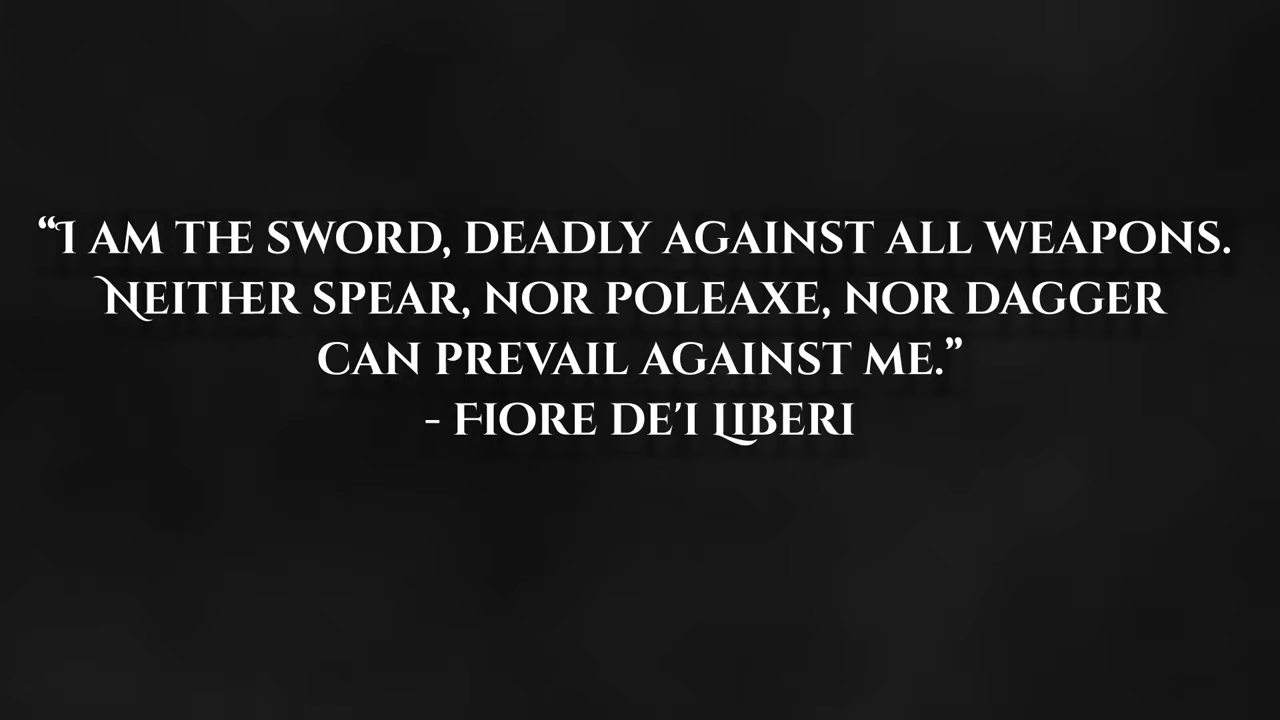 “I am the sword, deadly against all weapons.
Neither spear, nor poleaxe, nor dagger
can prevail against me.”
- Fiore de'i Liberi